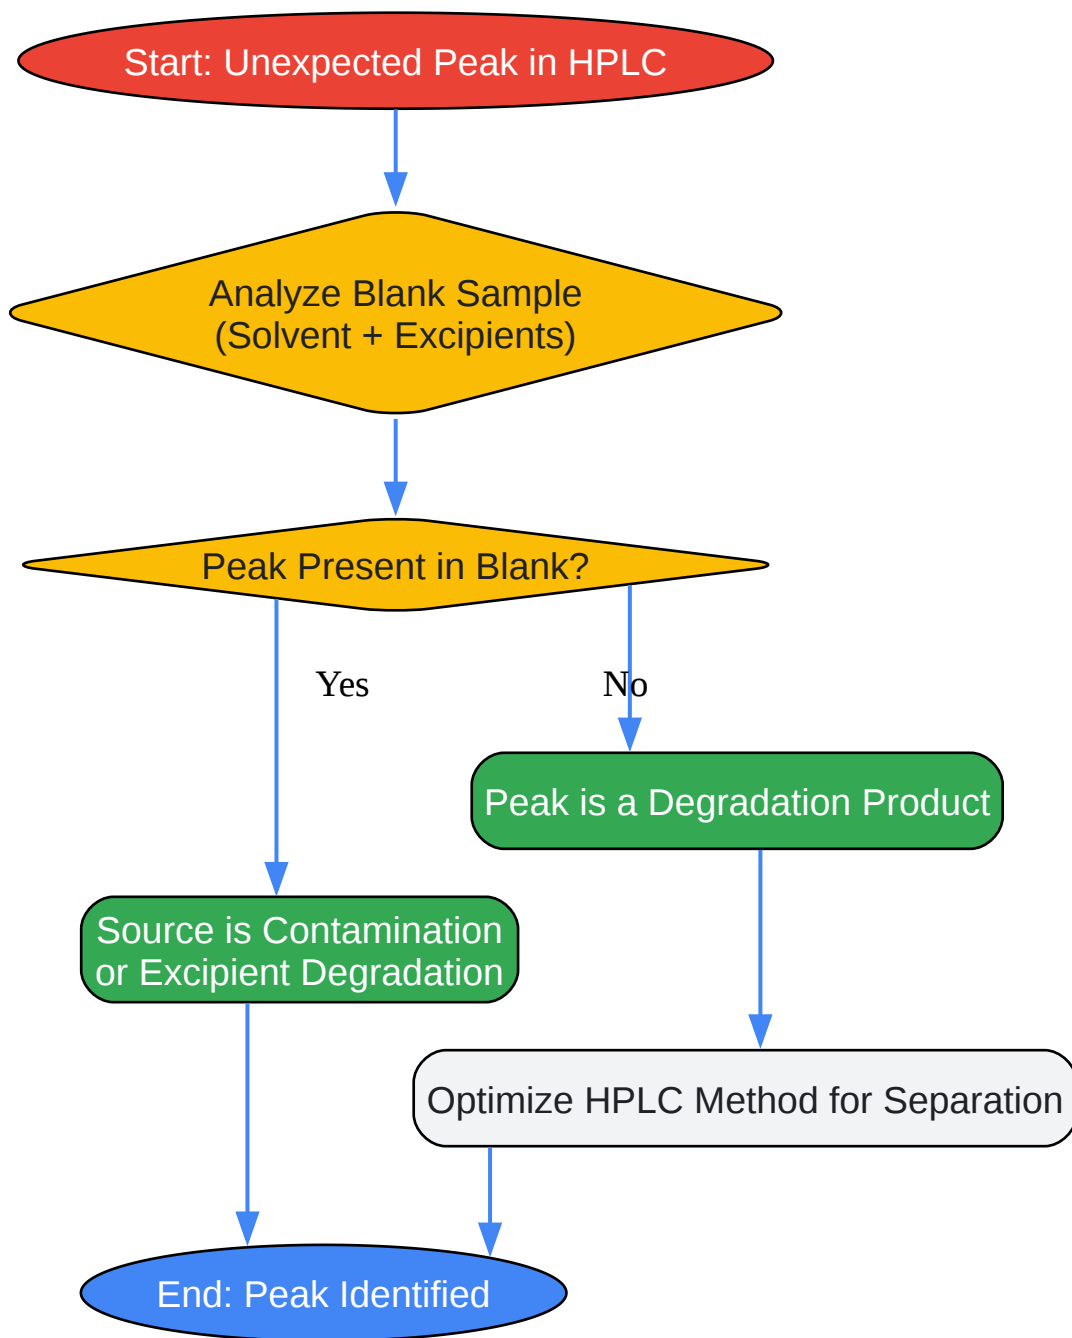 Start: Unexpected Peak in HPLC
Analyze Blank Sample
(Solvent + Excipients)
Peak Present in Blank?
Yes
No
Peak is a Degradation Product
Source is Contamination
or Excipient Degradation
Optimize HPLC Method for Separation
End: Peak Identified